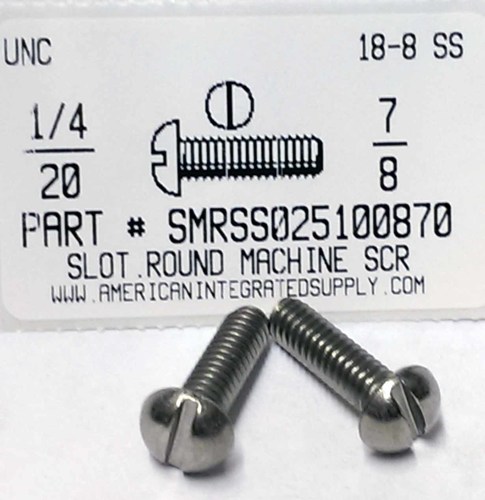 UNC 18-8 SS
1/4 7
20 8
PART # SMRSS025100870
SLOT.ROUND MACHINE SCR
WWW.AMERICANINTEGRATEDSUPPLY.COM